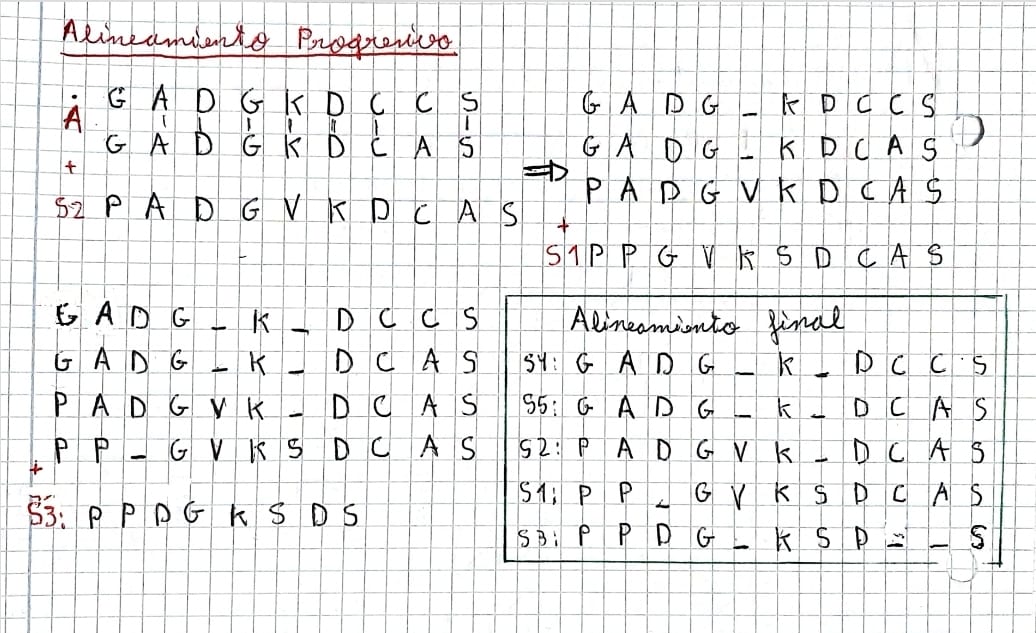 Alineamiento Progresivo
A G A D G K D C C S
G A D G K D C A S
+
S2 P A D G V K D C A S
⇒
G A D G _ K D C C S
G A D G _ K D C A S
P A D G V K D C A S
+
S1 P P G V K S D C A S
G A D G _ K _ D C C S
G A D G _ K _ D C A S
P A D G V K _ D C A S
P P _ G V K S D C A S
+
S3: P P D G K S D S
Alineamiento final
S4: G A D G _ K _ D C C S
S5: G A D G _ K _ D C A S
S2: P A D G V K _ D C A S
S1: P P _ G V K S D C A S
S3: P P D G _ K S D _ _ S